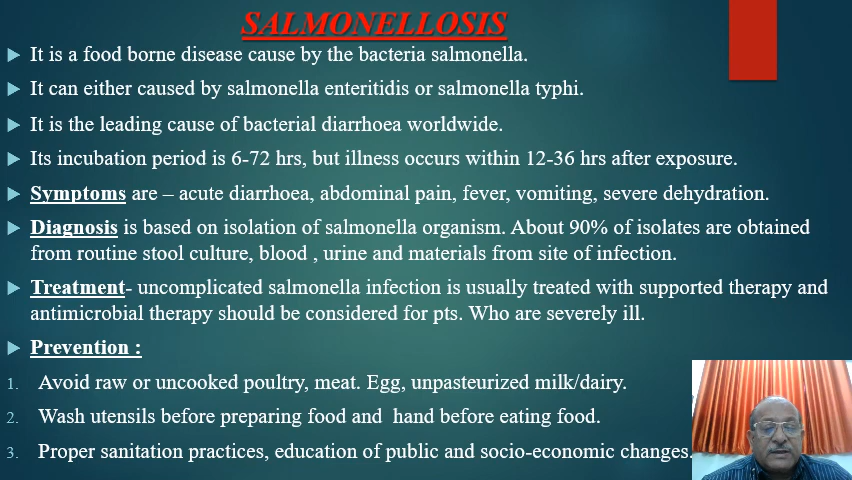 SALMONELLOSIS
It is a food borne disease cause by the bacteria salmonella.
It can either caused by salmonella enteritidis or salmonella typhi.
It is the leading cause of bacterial diarrhoea worldwide.
Its incubation period is 6-72 hrs, but illness occurs within 12-36 hrs after exposure.
Symptoms are – acute diarrhoea, abdominal pain, fever, vomiting, severe dehydration.
Diagnosis is based on isolation of salmonella organism. About 90% of isolates are obtained
from routine stool culture, blood , urine and materials from site of infection.
Treatment- uncomplicated salmonella infection is usually treated with supported therapy and
antimicrobial therapy should be considered for pts. Who are severely ill.
Prevention :
1. Avoid raw or uncooked poultry, meat. Egg, unpasteurized milk/dairy.
2. Wash utensils before preparing food and  hand before eating food.
3. Proper sanitation practices, education of public and socio-economic changes.